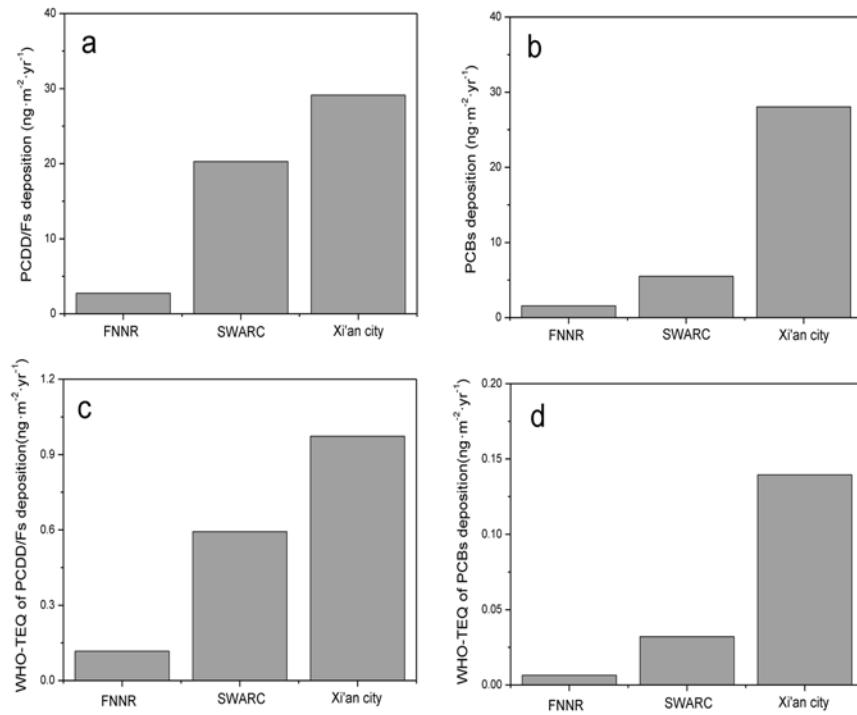 a
PCDD/Fs deposition (ng·m⁻²·yr⁻¹)
40
30
20
10
0
FNNR SWARC Xi'an city
b
PCBs deposition (ng·m⁻²·yr⁻¹)
40
30
20
10
0
FNNR SWARC Xi'an city
c
WHO-TEQ of PCDD/Fs deposition(ng·m⁻²·yr⁻¹)
1.2
0.9
0.6
0.3
0.0
FNNR SWARC Xi'an city
d
WHO-TEQ of PCBs deposition(ng·m⁻²·yr⁻¹)
0.20
0.15
0.10
0.05
0.00
FNNR SWARC Xi'an city